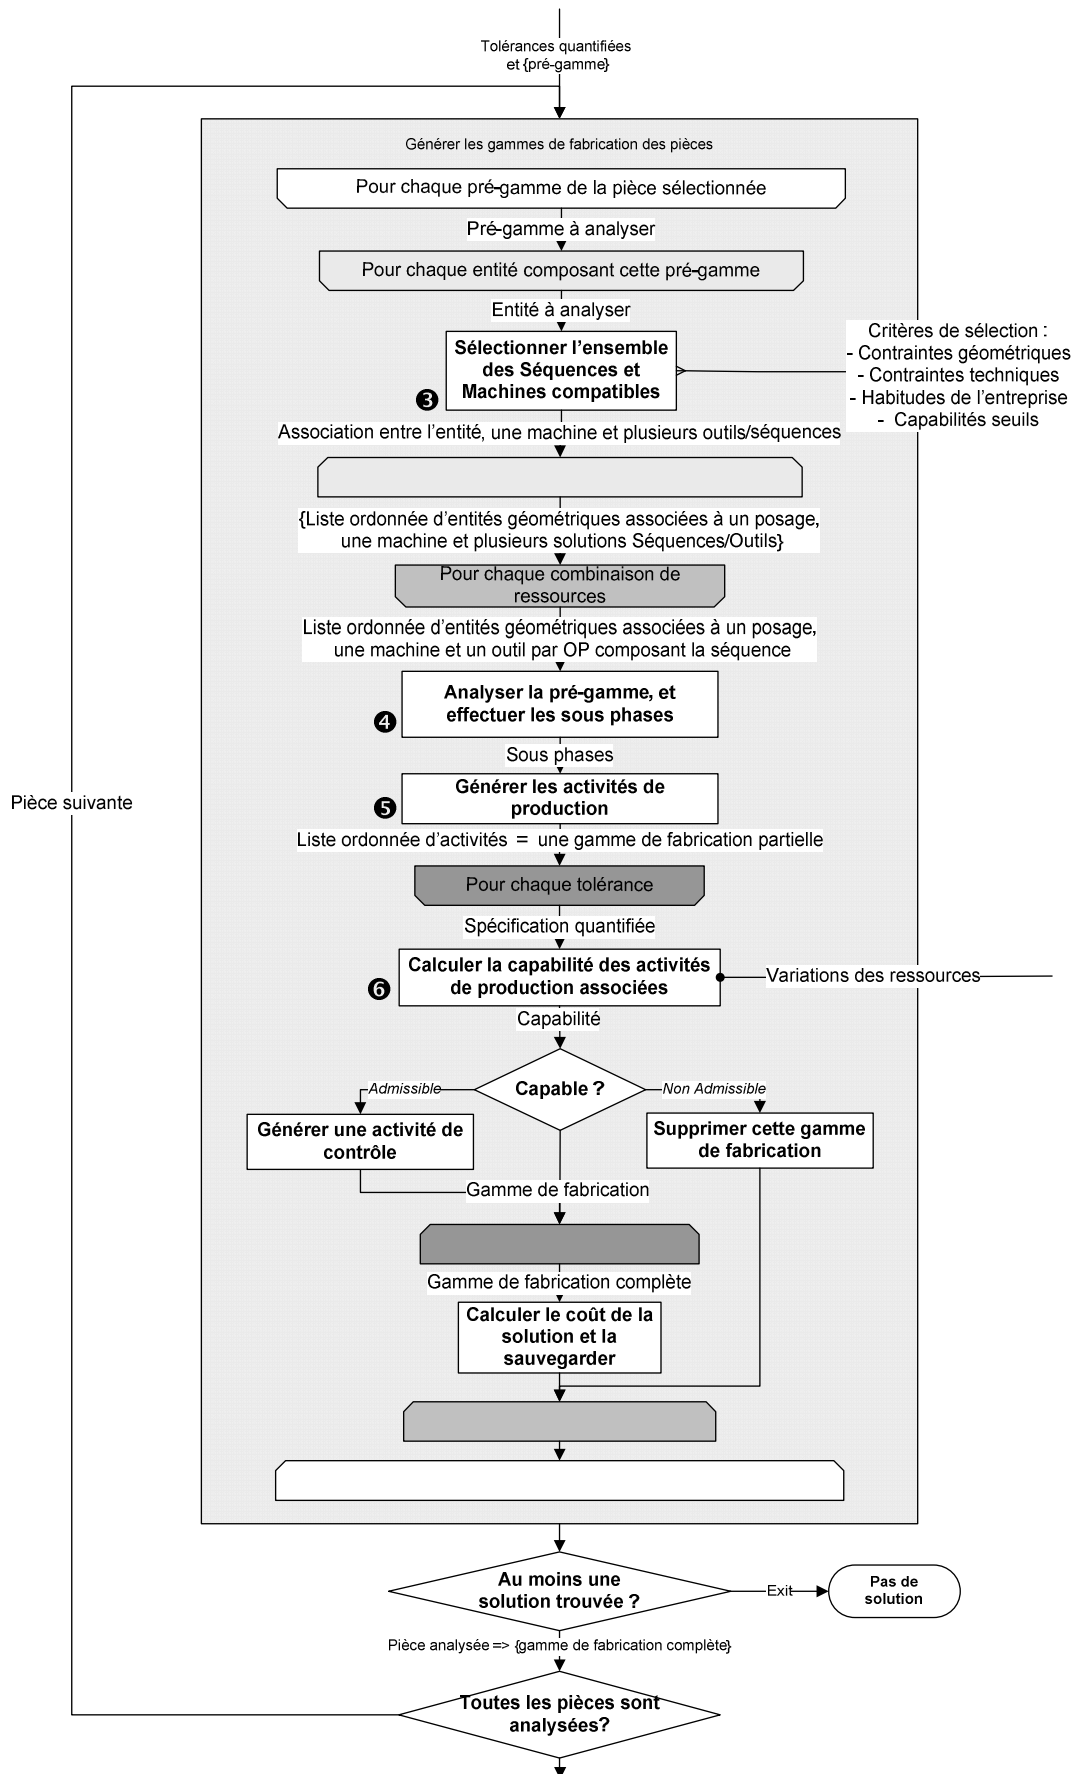 Tolérances quantifiées
et {pré-gamme}
Générer les gammes de fabrication des pièces
Pour chaque pré-gamme de la pièce sélectionnée
Pré-gamme à analyser
Pour chaque entité composant cette pré-gamme
Entité à analyser
Sélectionner l'ensemble
des Séquences et
Machines compatibles
❸
Critères de sélection :
- Contraintes géométriques
- Contraintes techniques
- Habitudes de l'entreprise
- Capabilités seuils
Association entre l'entité, une machine et plusieurs outils/séquences
{Liste ordonnée d'entités géométriques associées à un posage,
une machine et plusieurs solutions Séquences/Outils}
Pour chaque combinaison de
ressources
Liste ordonnée d'entités géométriques associées à un posage,
une machine et un outil par OP composant la séquence
Analyser la pré-gamme, et
effectuer les sous phases
❹
Sous phases
Générer les activités de
production
❺
Pièce suivante
Liste ordonnée d'activités = une gamme de fabrication partielle
Pour chaque tolérance
Spécification quantifiée
Calculer la capabilité des activités
de production associées
❻
Variations des ressources
Capabilité
Capable ?
Admissible
Non Admissible
Générer une activité de
contrôle
Supprimer cette gamme
de fabrication
Gamme de fabrication
Gamme de fabrication complète
Calculer le coût de la
solution et la
sauvegarder
Au moins une
solution trouvée ?
Exit
Pas de
solution
Pièce analysée => {gamme de fabrication complète}
Toutes les pièces sont
analysées?